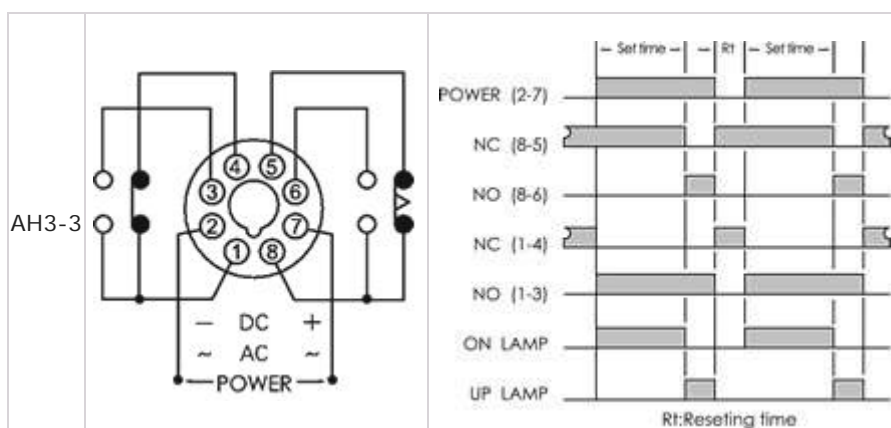 AH3-3
4 5
3 6
2 7
1 8
− DC +
~ AC ~
POWER
Set time Rt Set time
POWER (2-7)
NC (8-5)
NO (8-6)
NC (1-4)
NO (1-3)
ON LAMP
UP LAMP
Rt:Reseting time